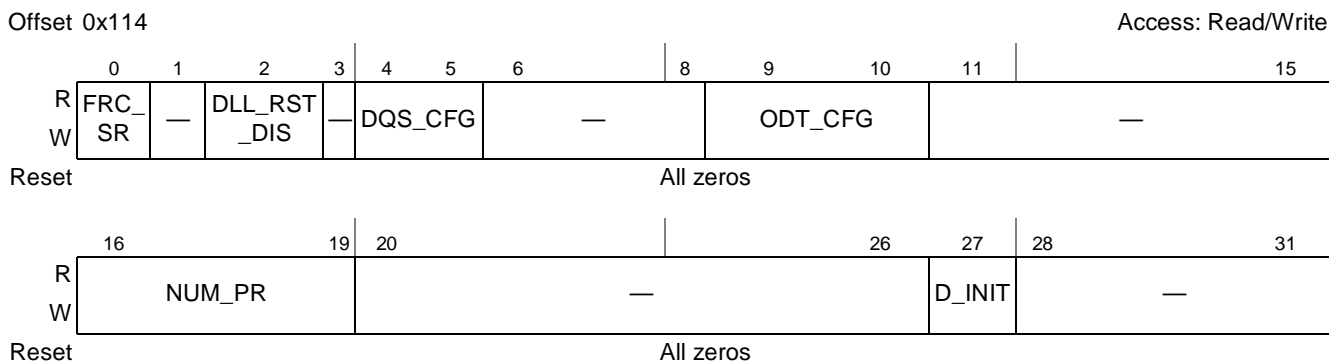 Offset 0x114 Access: Read/Write
0 1 2 3 4 5 6 8 9 10 11 15
R
W
FRC_
SR
—
DLL_RST
_DIS
—
DQS_CFG
—
ODT_CFG
—
Reset All zeros
16 19 20 26 27 28 31
R
W
NUM_PR
—
D_INIT
—
Reset All zeros